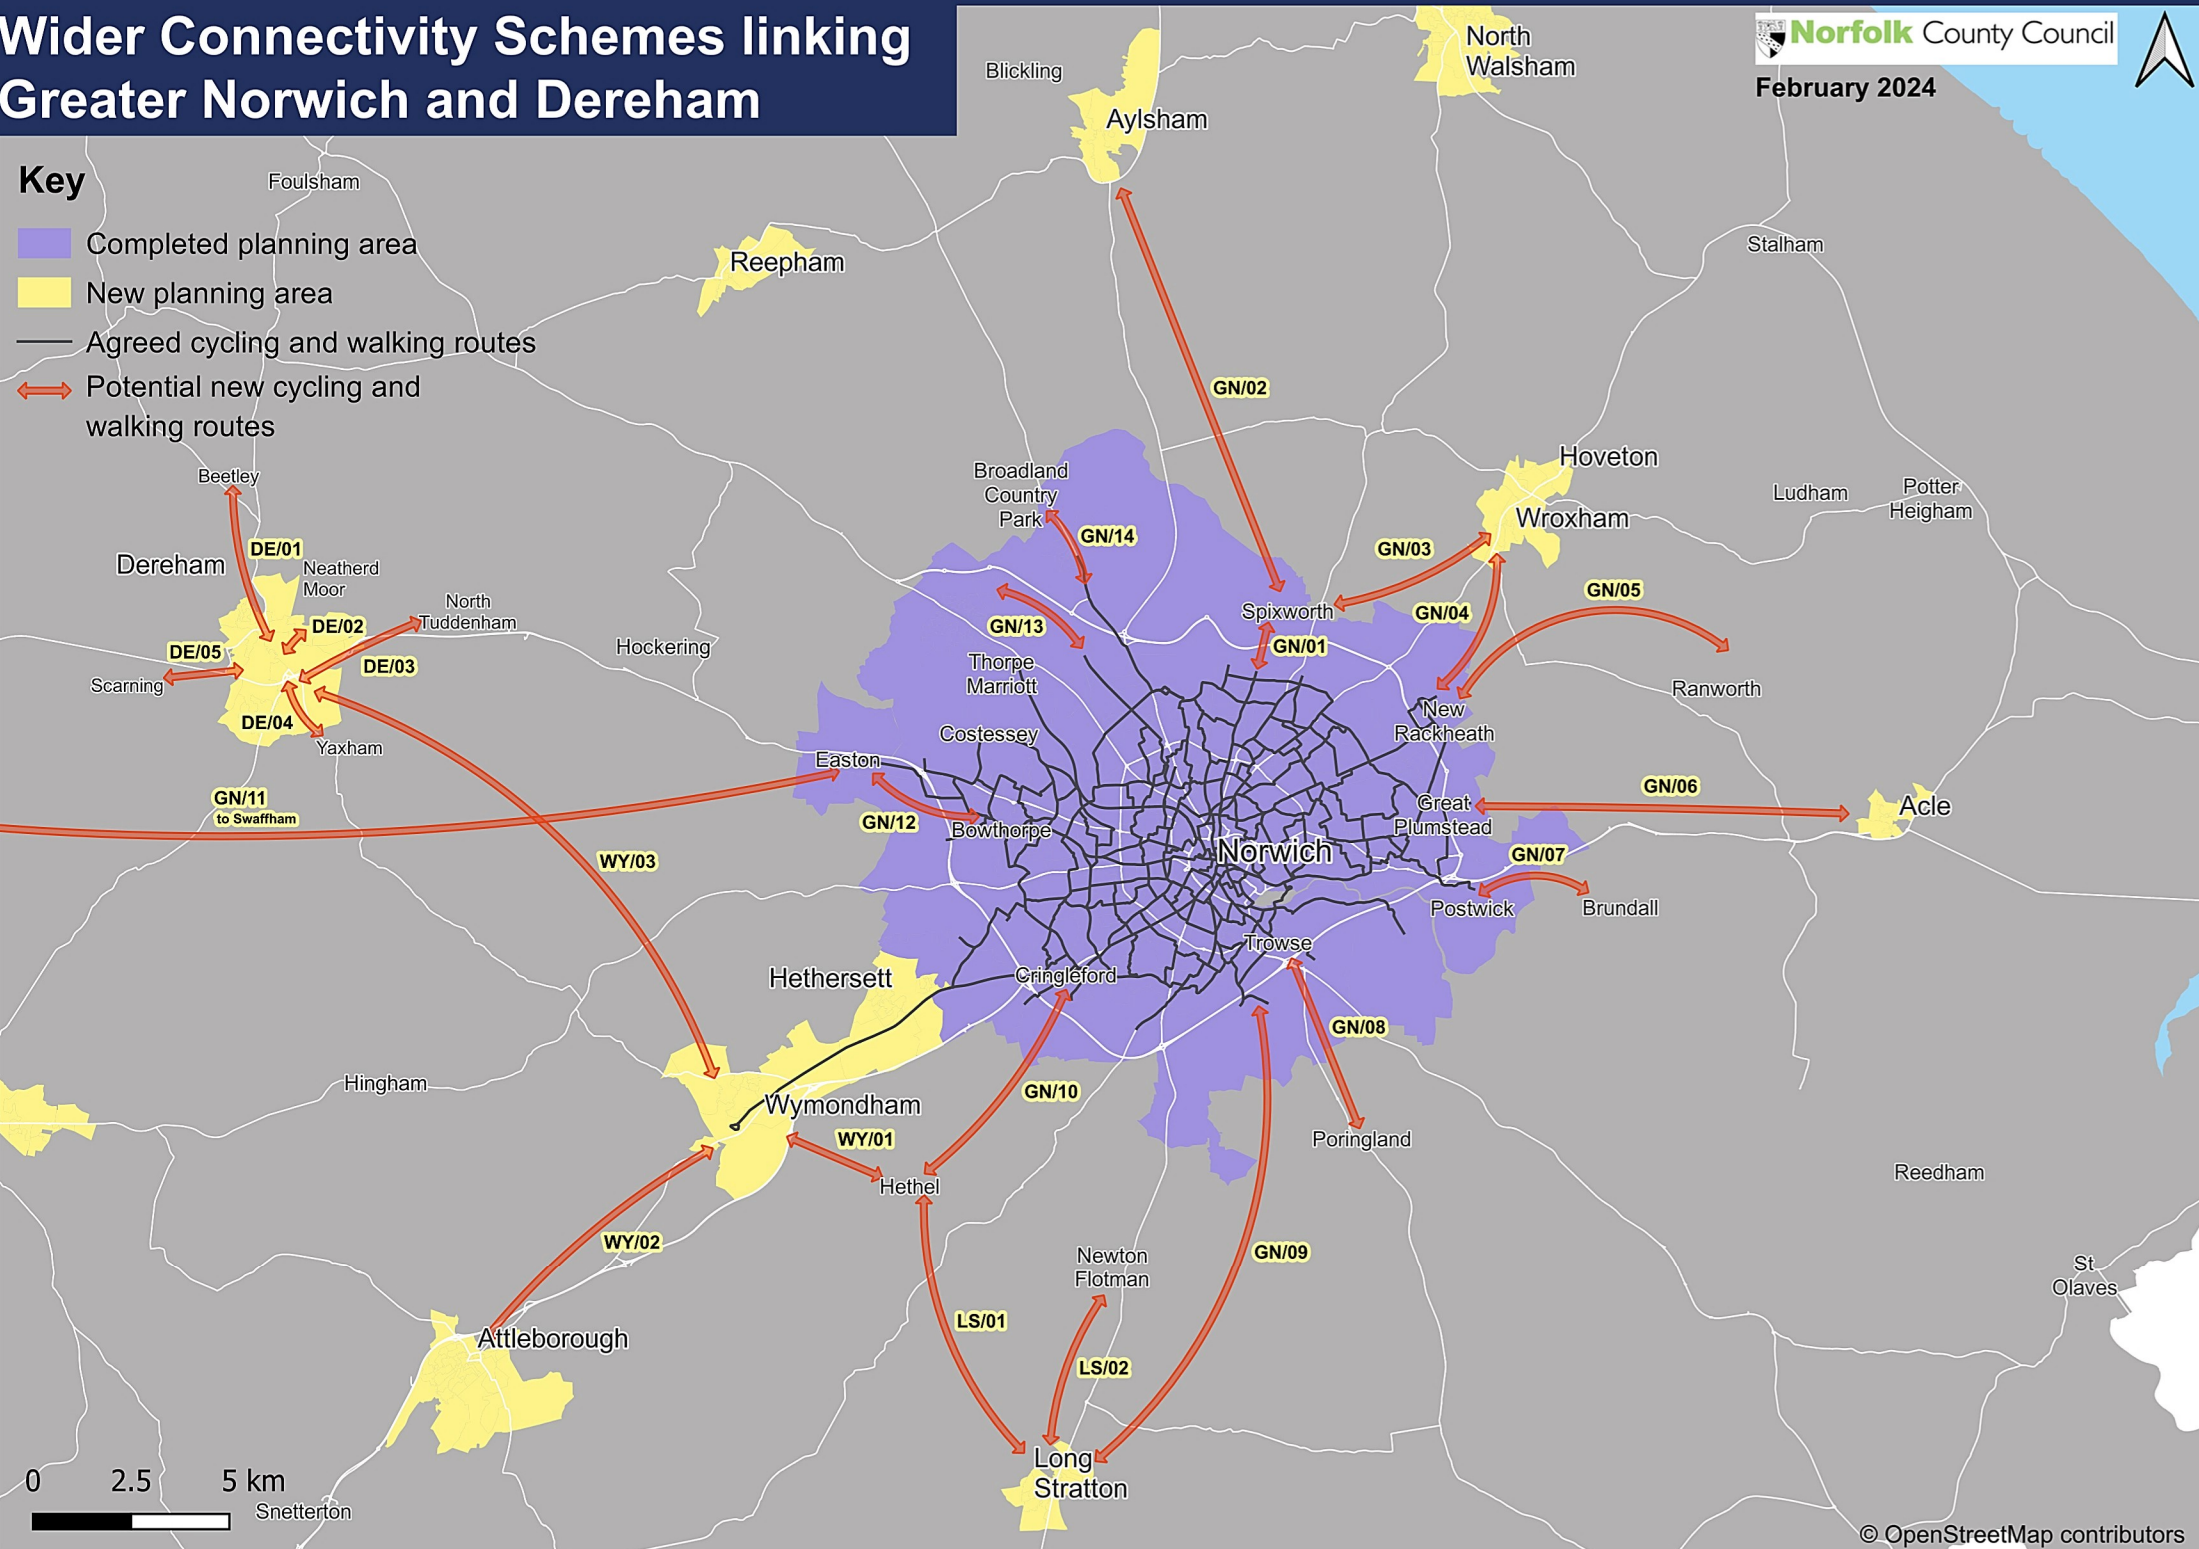 Wider Connectivity Schemes linking
Greater Norwich and Dereham
Norfolk County Council
February 2024
Key
Completed planning area
New planning area
Agreed cycling and walking routes
Potential new cycling and
walking routes
North
Walsham
Blickling
Aylsham
Foulsham
Reepham
Stalham
GN/02
Hoveton
Wroxham
Ludham
Potter
Heigham
Broadland
Country
Park
GN/14
GN/03
Beetley
DE/01
Dereham
Neatherd
Moor
North
Tuddenham
DE/02
DE/05
DE/03
Scarning
DE/04
Yaxham
Hockering
GN/13
Spixworth
GN/01
GN/04
GN/05
Thorpe
Marriott
Ranworth
New
Rackheath
Costessey
Easton
GN/11
to Swaffham
GN/12
Bowthorpe
Great
Plumstead
GN/06
Acle
Norwich
GN/07
WY/03
Postwick
Brundall
Trowse
Hethersett
Cringleford
GN/08
Hingham
GN/10
Wymondham
WY/01
Poringland
Hethel
Reedham
WY/02
Newton
Flotman
GN/09
St
Olaves
LS/01
LS/02
Attleborough
Long
Stratton
0 2.5 5 km
Snetterton
© OpenStreetMap contributors